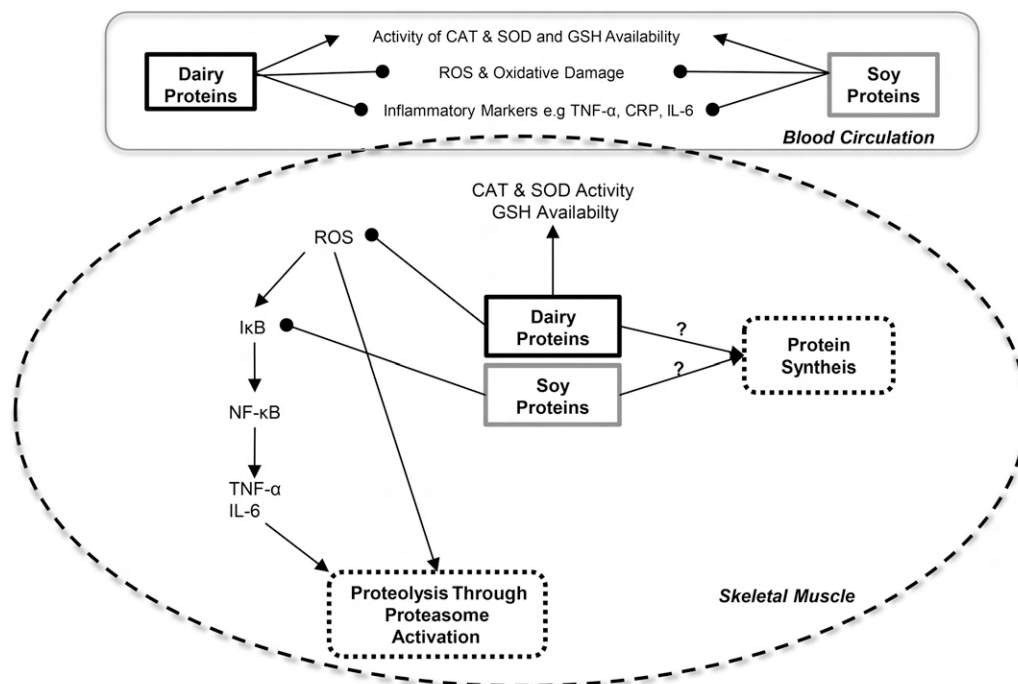 Activity of CAT & SOD and GSH Availability
Dairy
Proteins
ROS & Oxidative Damage
Soy
Proteins
Inflammatory Markers e.g TNF-α, CRP, IL-6
Blood Circulation
CAT & SOD Activity
GSH Availabilty
ROS
IκB
Dairy
Proteins
?
Protein
Syntheis
?
Soy
Proteins
NF-κB
TNF-α
IL-6
Proteolysis Through
Proteasome
Activation
Skeletal Muscle